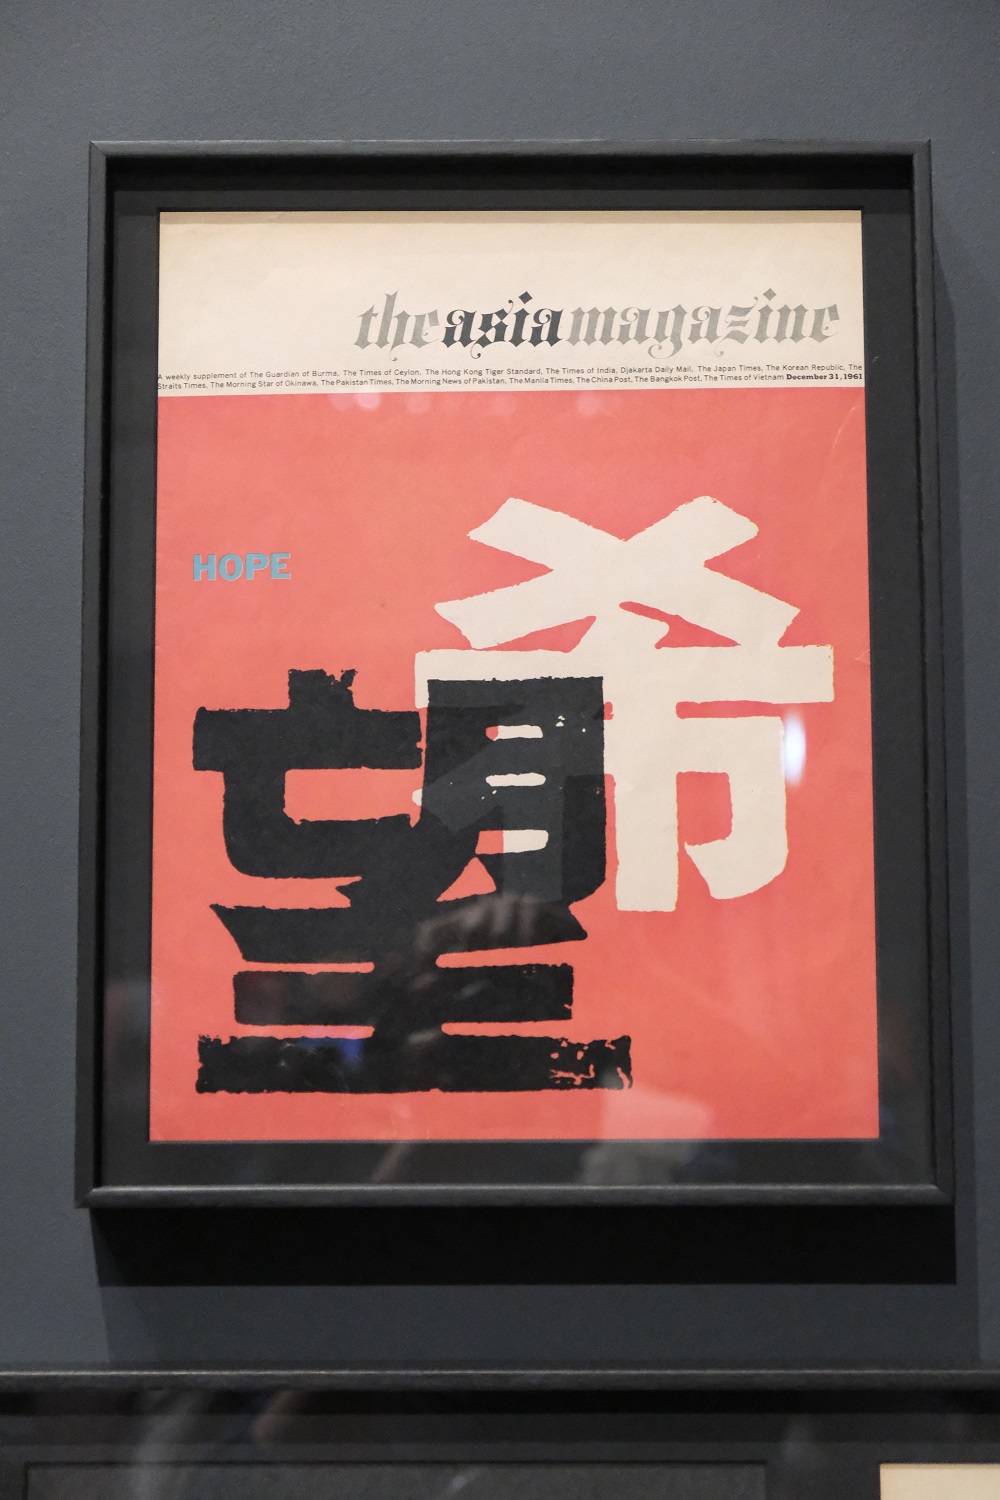 the asia magazine
A weekly supplement of The Guardian of Burma, The Times of Ceylon, The Hong Kong Tiger Standard, The Times of India, Djakarta Daily Mail, The Japan Times, The Korean Republic, The
Straits Times, The Morning Star of Okinawa, The Pakistan Times, The Morning News of Pakistan, The Manila Times, The China Post, The Bangkok Post, The Times of Vietnam December 31, 1961
HOPE
希
望